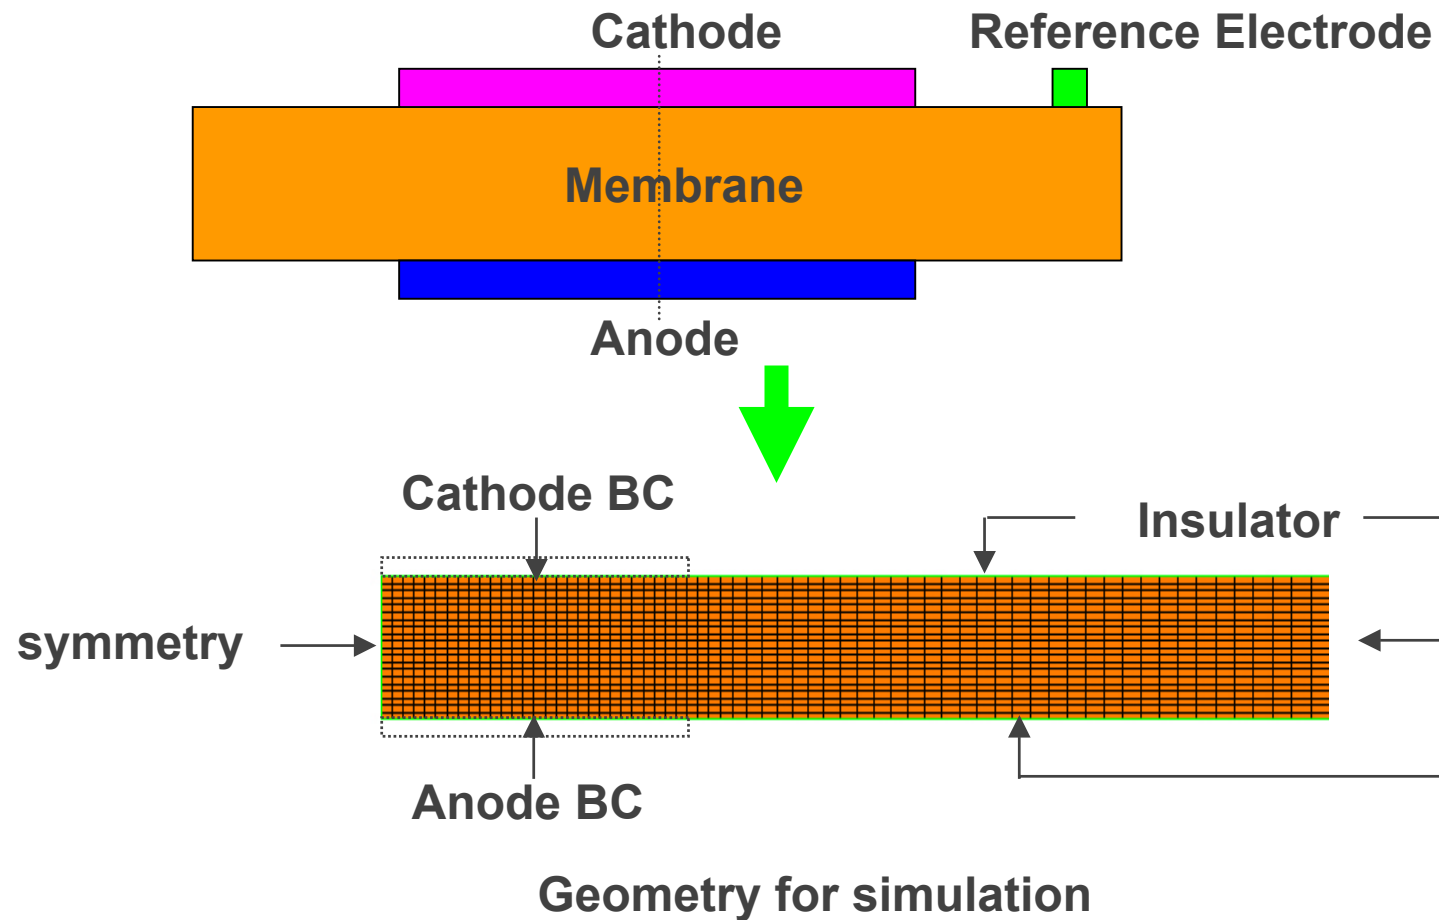 Cathode
Reference Electrode
Membrane
Anode
Cathode BC
Insulator
symmetry
Anode BC
Geometry for simulation